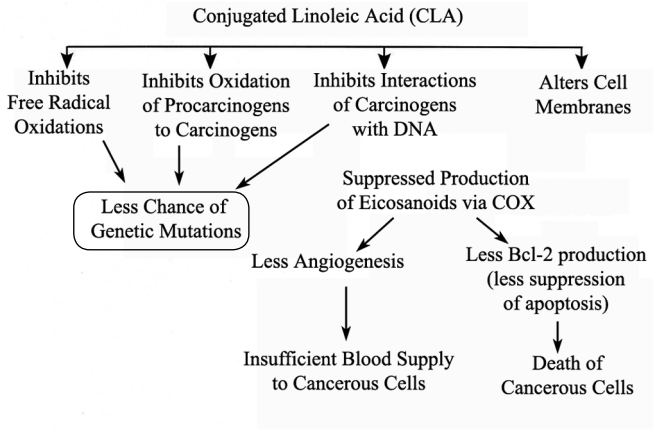 Conjugated Linoleic Acid (CLA)
Inhibits
Free Radical
Oxidations
Inhibits Oxidation
of Procarcinogens
to Carcinogens
Inhibits Interactions
of Carcinogens
with DNA
Alters Cell
Membranes
Less Chance of
Genetic Mutations
Suppressed Production
of Eicosanoids via COX
Less Angiogenesis
Less Bcl-2 production
(less suppression
of apoptosis)
Insufficient Blood Supply
to Cancerous Cells
Death of
Cancerous Cells